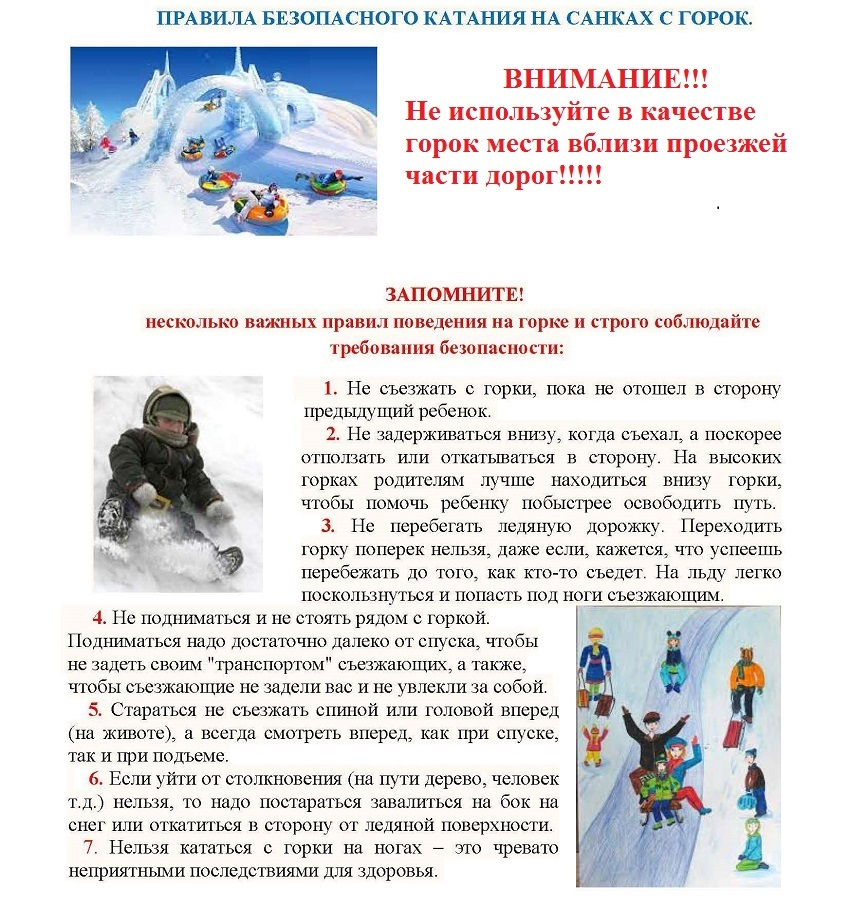 ПРАВИЛА БЕЗОПАСНОГО КАТАНИЯ НА САНКАХ С ГОРОК.
ВНИМАНИЕ!!!
Не используйте в качестве
горок места вблизи проезжей
части дорог!!!!!
.
ЗАПОМНИТЕ!
несколько важных правил поведения на горке и строго соблюдайте
требования безопасности:
1. Не съезжать с горки, пока не отошел в сторону
предыдущий ребенок.
2. Не задерживаться внизу, когда съехал, а поскорее
отползать или откатываться в сторону. На высоких
горках родителям лучше находиться внизу горки,
чтобы помочь ребенку побыстрее освободить путь.
3. Не перебегать ледяную дорожку. Переходить
горку поперек нельзя, даже если, кажется, что успеешь
перебежать до того, как кто-то съедет. На льду легко
поскользнуться и попасть под ноги съезжающим.
4. Не подниматься и не стоять рядом с горкой.
Подниматься надо достаточно далеко от спуска, чтобы
не задеть своим "транспортом" съезжающих, а также,
чтобы съезжающие не задели вас и не увлекли за собой.
5. Стараться не съезжать спиной или головой вперед
(на животе), а всегда смотреть вперед, как при спуске,
так и при подъеме.
6. Если уйти от столкновения (на пути дерево, человек
т.д.) нельзя, то надо постараться завалиться на бок на
снег или откатиться в сторону от ледяной поверхности.
7. Нельзя кататься с горки на ногах – это чревато
неприятными последствиями для здоровья.